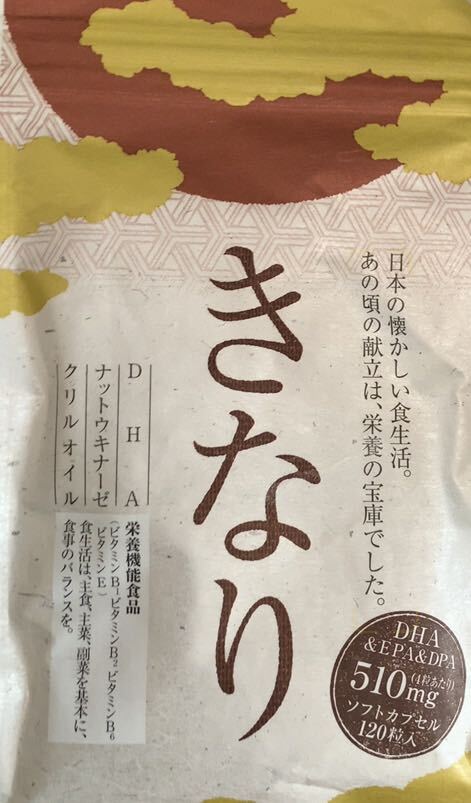 日本の懐かしい食生活。
あの頃の献立は、栄養の宝庫でした。
きなり
DHA
ナットウキナーゼ
クリルオイル
栄養機能食品
(ビタミンB1ビタミンB2ビタミンB6
ビタミンE)
食生活は、主食、主菜、副菜を基本に、
食事のバランスを。
DHA
&EPA&DPA
510mg(4粒あたり)
ソフトカプセル
120粒入